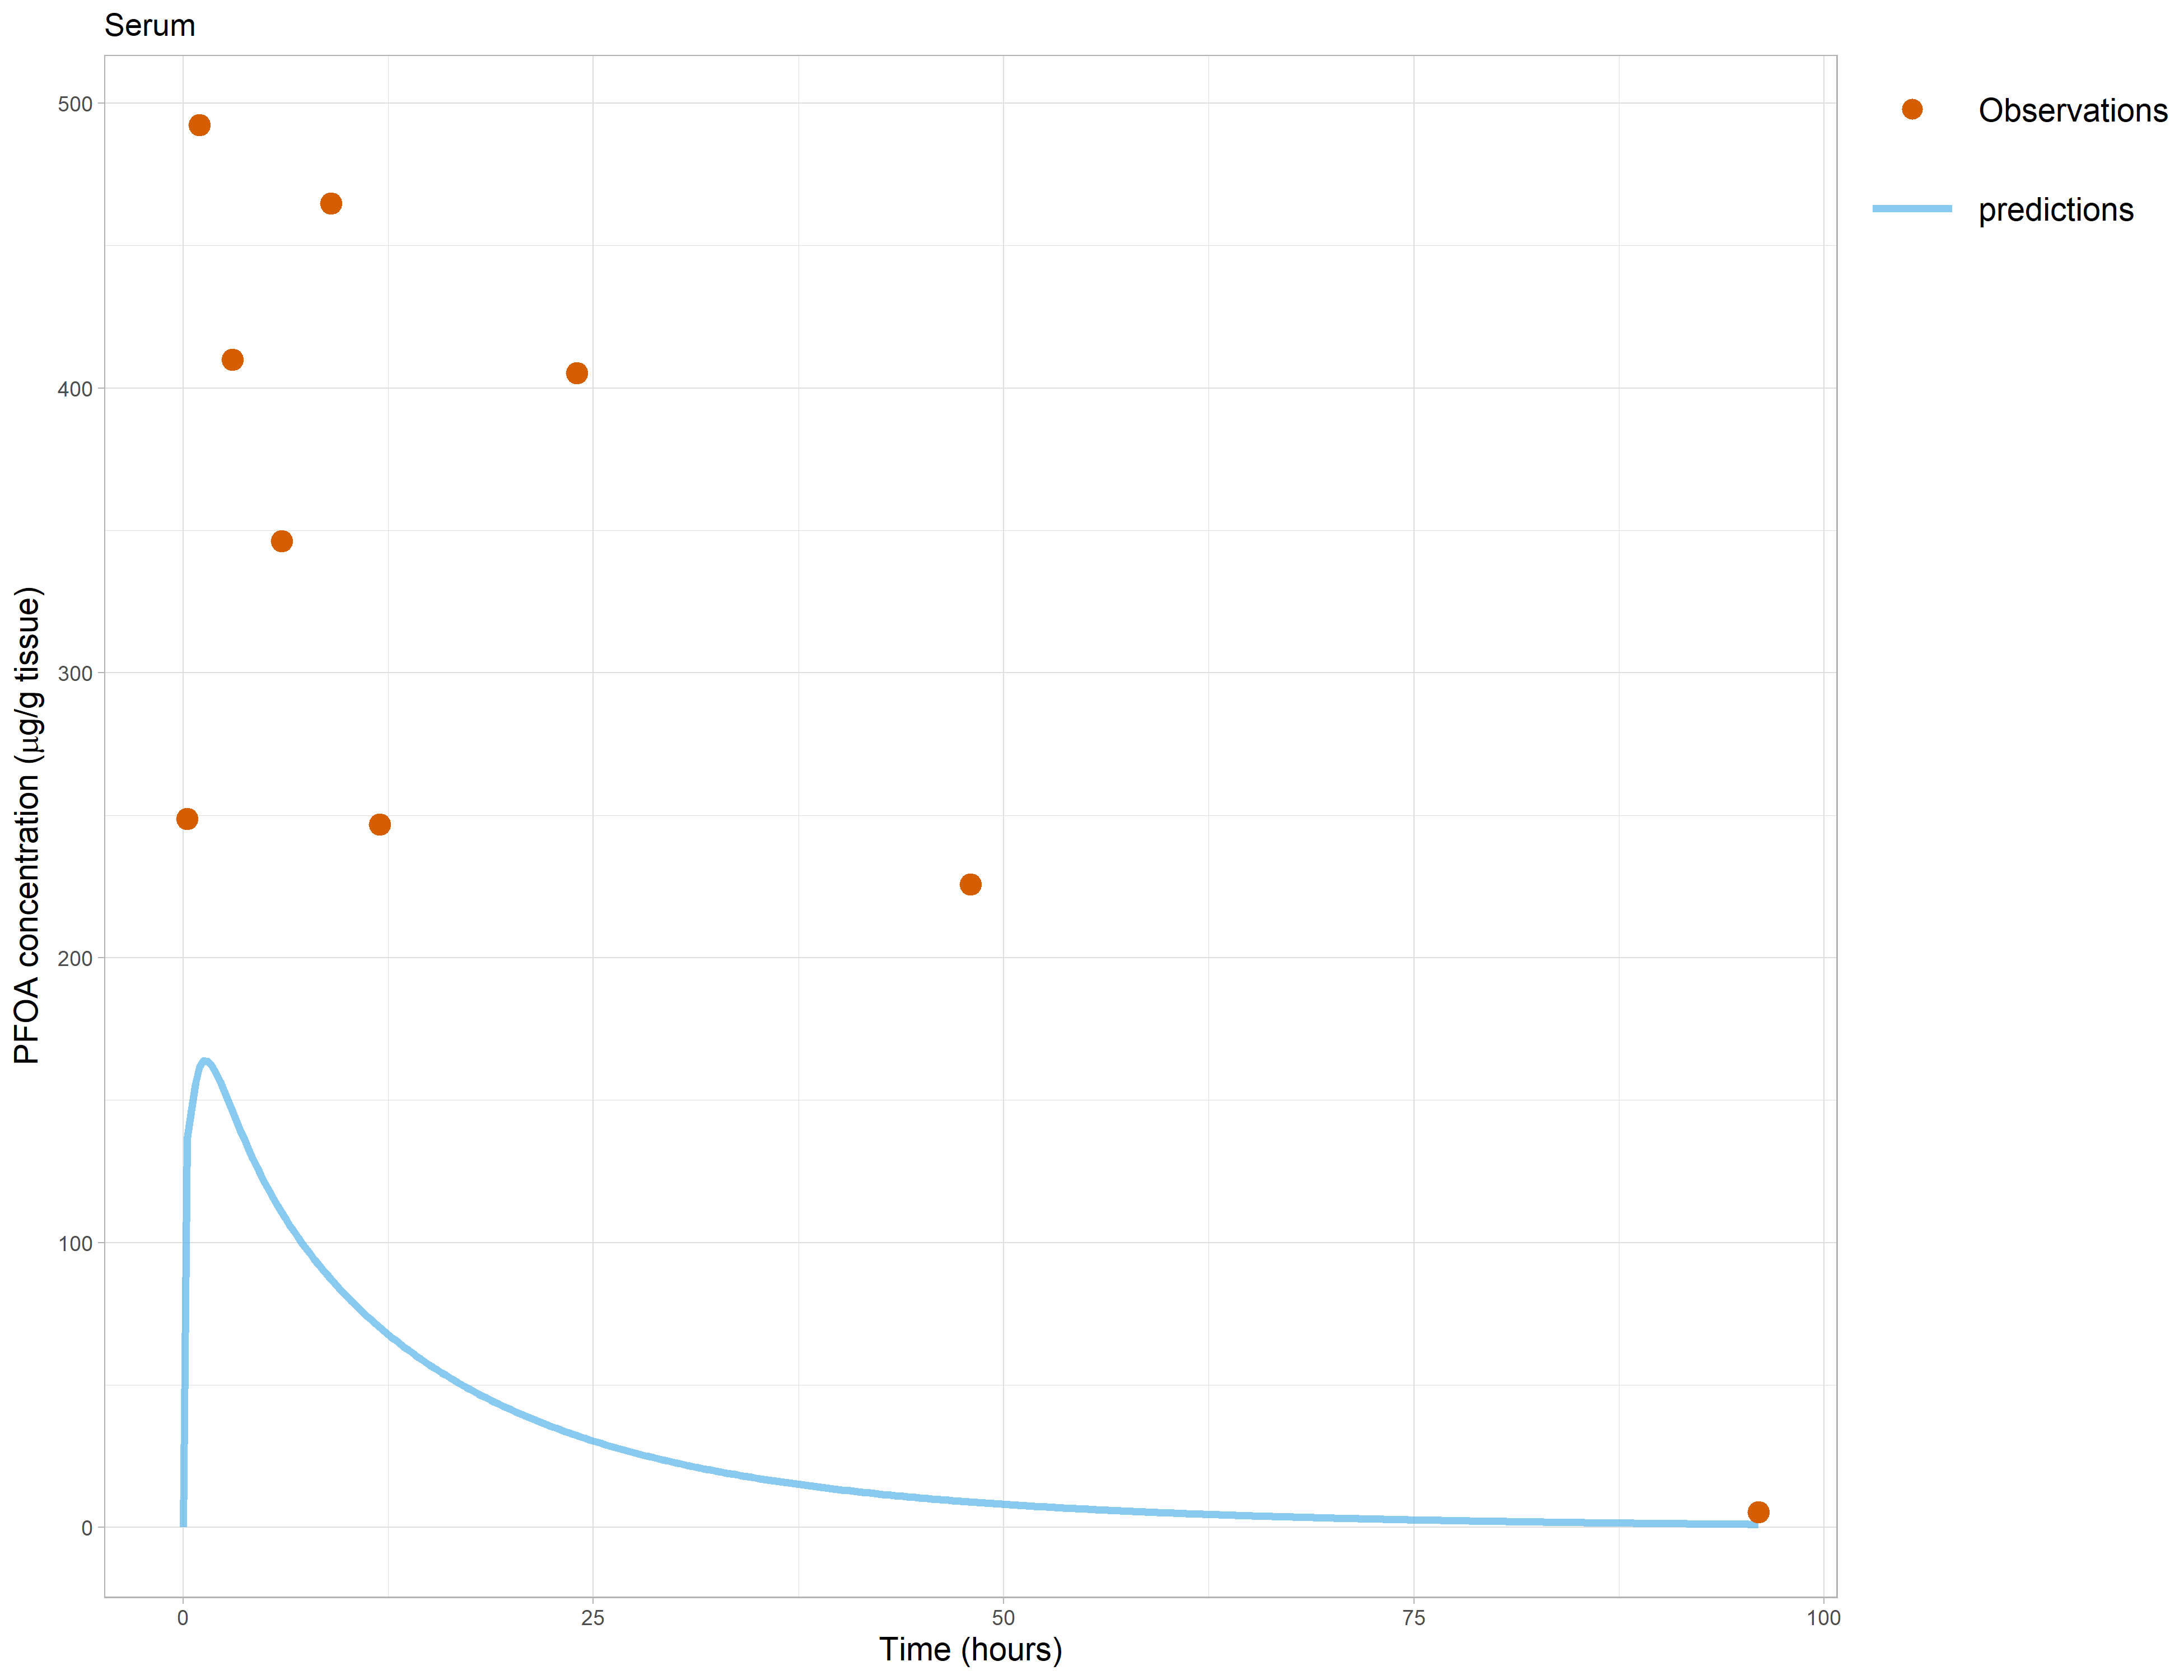 Serum
500
400
300
200
100
0
PFOA concentration (μg/g tissue)
0 25 50 75 100
Time (hours)
Observations
predictions